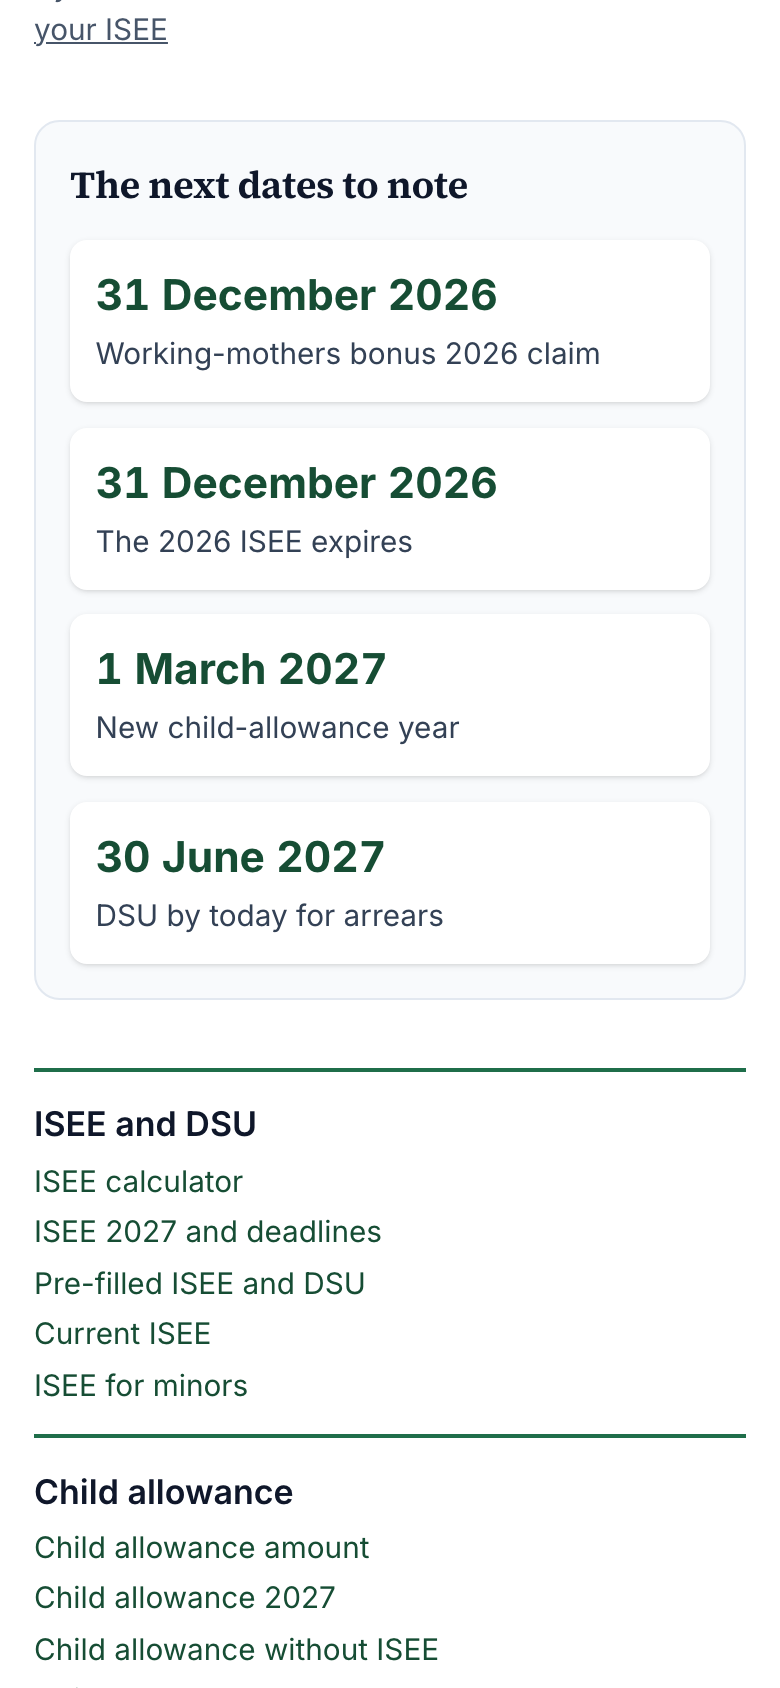 your ISEE
The next dates to note
31 December 2026
Working-mothers bonus 2026 claim
31 December 2026
The 2026 ISEE expires
1 March 2027
New child-allowance year
30 June 2027
DSU by today for arrears
ISEE and DSU
ISEE calculator
ISEE 2027 and deadlines
Pre-filled ISEE and DSU
Current ISEE
ISEE for minors
Child allowance
Child allowance amount
Child allowance 2027
Child allowance without ISEE